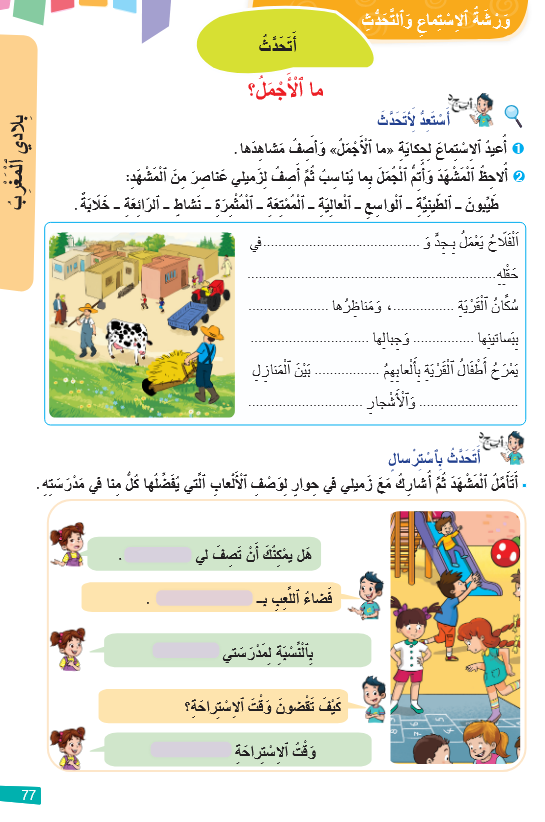 وَرْشَةُ ٱلِاسْتِماعِ وَٱلتَّحَدُّثِ
أَتَحَدَّثُ
ما ٱلْأَجْمَلُ؟
بِلادي ٱلْمَغْرِبُ
أَسْتَعِدُّ لِأَتَحَدَّثَ
1 أُعيدُ ٱلِاسْتِماعَ لِحِكايَةِ «ما ٱلْأَجْمَلُ» وَأَصِفُ مَشاهِدَها.
2 أُلاحِظُ ٱلْمَشْهَدَ وَأُتِمُّ ٱلْجُمَلَ بِما يُناسِبُ ثُمَّ أَصِفُ لِزَميلي عَناصِرَ مِنَ ٱلْمَشْهَدِ:
طَيِّبونَ ـ ٱلطّينِيَّةِ ـ ٱلْواسِعِ ـ ٱلْعالِيَةِ ـ ٱلْمُمْتِعَةِ ـ ٱلْمُثْمِرَةِ ـ نَشاطٍ ـ ٱلرّائِعَةِ ـ خَلّابَةٌ.
ٱلْفَلّاحُ يَعْمَلُ بِجِدٍّ وَ ........................ في
حَقْلِهِ ........................
سُكّانُ ٱلْقَرْيَةِ ................، وَمَناظِرُها ....................
بِبَساتينِها .................... وَجِبالِها ........................
يَمْرَحُ أَطْفالُ ٱلْقَرْيَةِ بِأَلْعابِهِمُ ................ بَيْنَ ٱلْمَنازِلِ
........................ وَٱلْأَشْجارِ ........................
أَتَحَدَّثُ بِٱسْتِرْسالٍ
• أَتَأَمَّلُ ٱلْمَشْهَدَ ثُمَّ أُشارِكُ مَعَ زَميلي في حِوارٍ لِوَصْفِ ٱلْأَلْعابِ ٱلَّتي يُفَضِّلُها كُلٌّ مِنا في مَدْرَسَتِهِ.
هَل يمْكِنُكَ أَنْ تَصِفَ لي .
فَضاءُ ٱللَّعِبِ بِـ .
بِٱلنِّسْبَةِ لِمَدْرَسَتي
كَيْفَ تَقْضونَ وَقْتَ ٱلِاسْتِراحَةِ؟
وَقْتُ ٱلِاسْتِراحَةِ
77